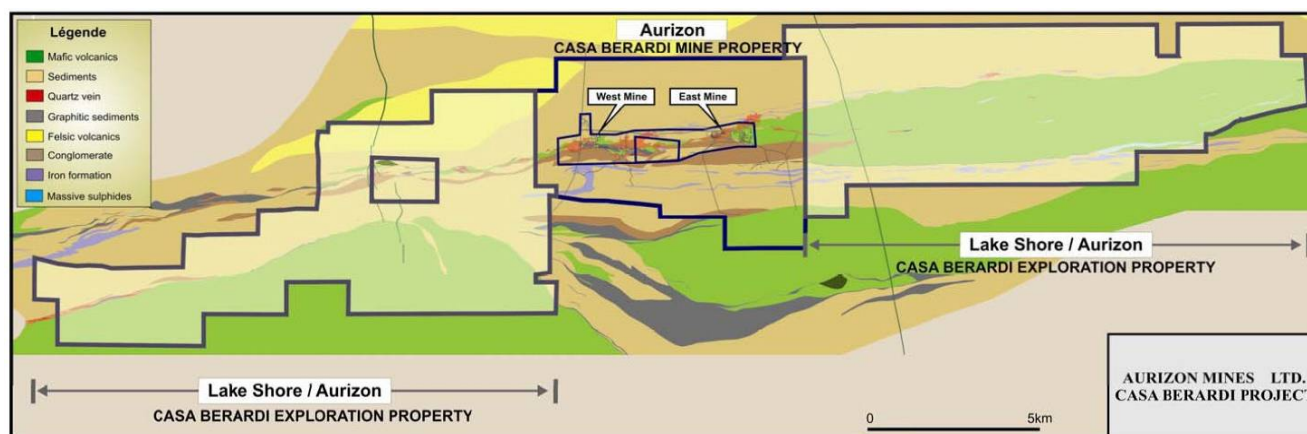 Légende
Mafic volcanics
Sediments
Quartz vein
Graphitic sediments
Felsic volcanics
Conglomerate
Iron formation
Massive sulphides
Aurizon
CASA BERARDI MINE PROPERTY
West Mine
East Mine
Lake Shore / Aurizon
CASA BERARDI EXPLORATION PROPERTY
Lake Shore / Aurizon
CASA BERARDI EXPLORATION PROPERTY
0 5km
AURIZON MINES LTD.
CASA BERARDI PROJECT